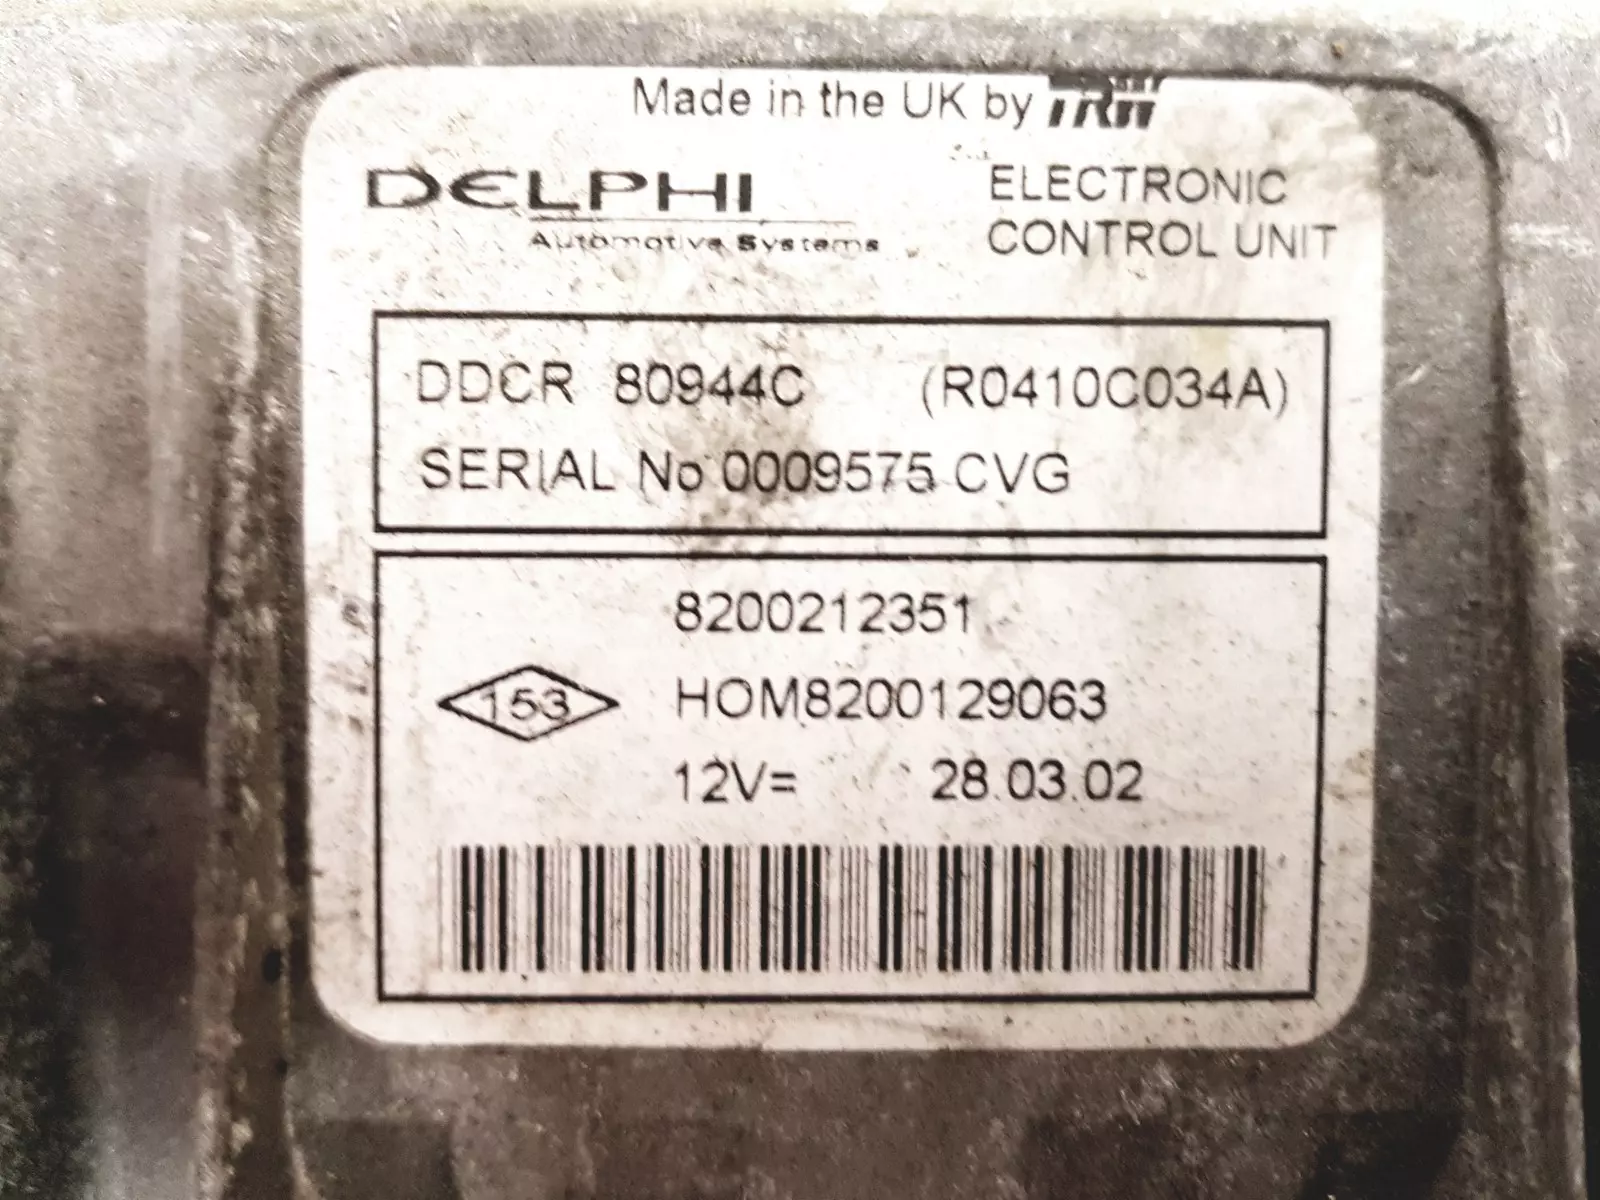 Made in the UK by TRW
DELPHI
Automotive Systems
ELECTRONIC
CONTROL UNIT
DDCR 80944C (R0410C034A)
SERIAL No 0009575 CVG
8200212351
153 HOM8200129063
12V= 28.03.02